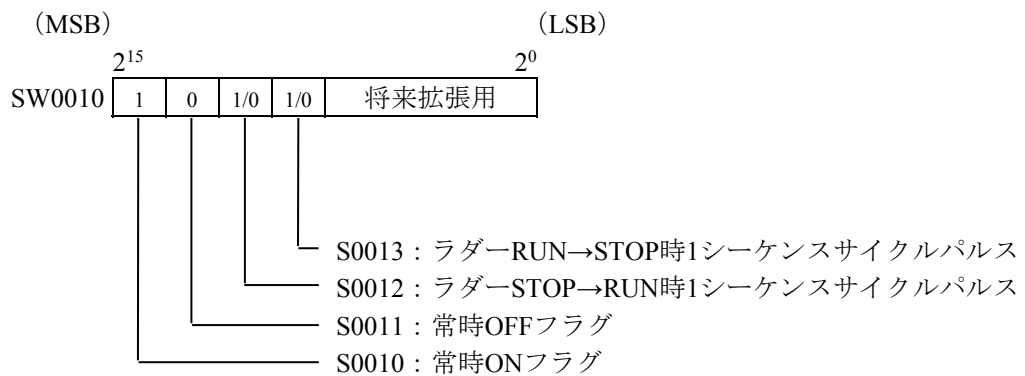 （MSB） （LSB）
2¹⁵ 2⁰
SW0010 1 0 1/0 1/0 将来拡張用
S0013：ラダーRUN→STOP時1シーケンスサイクルパルス
S0012：ラダーSTOP→RUN時1シーケンスサイクルパルス
S0011：常時OFFフラグ
S0010：常時ONフラグ